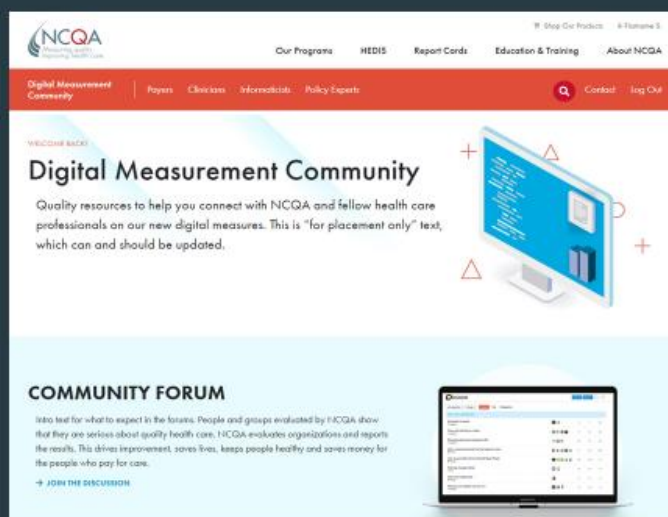 Shop Our Products
NCQA
Measuring quality.
Improving health care.
Our Programs HEDIS Report Cards Education & Training About NCQA
Digital Measurement
Community
Payers Clinicians Informaticists Policy Experts Contact Log Out
WELCOME BACK!
Digital Measurement Community
Quality resources to help you connect with NCQA and fellow health care
professionals on our new digital measures. This is "for placement only" text,
which can and should be updated.
COMMUNITY FORUM
Intro text for what to expect in the forums. People and groups evaluated by NCQA show
that they are serious about quality health care. NCQA evaluates organizations and reports
the results. This drives improvement, saves lives, keeps people healthy and saves money for
the people who pay for care.
→ JOIN THE DISCUSSION